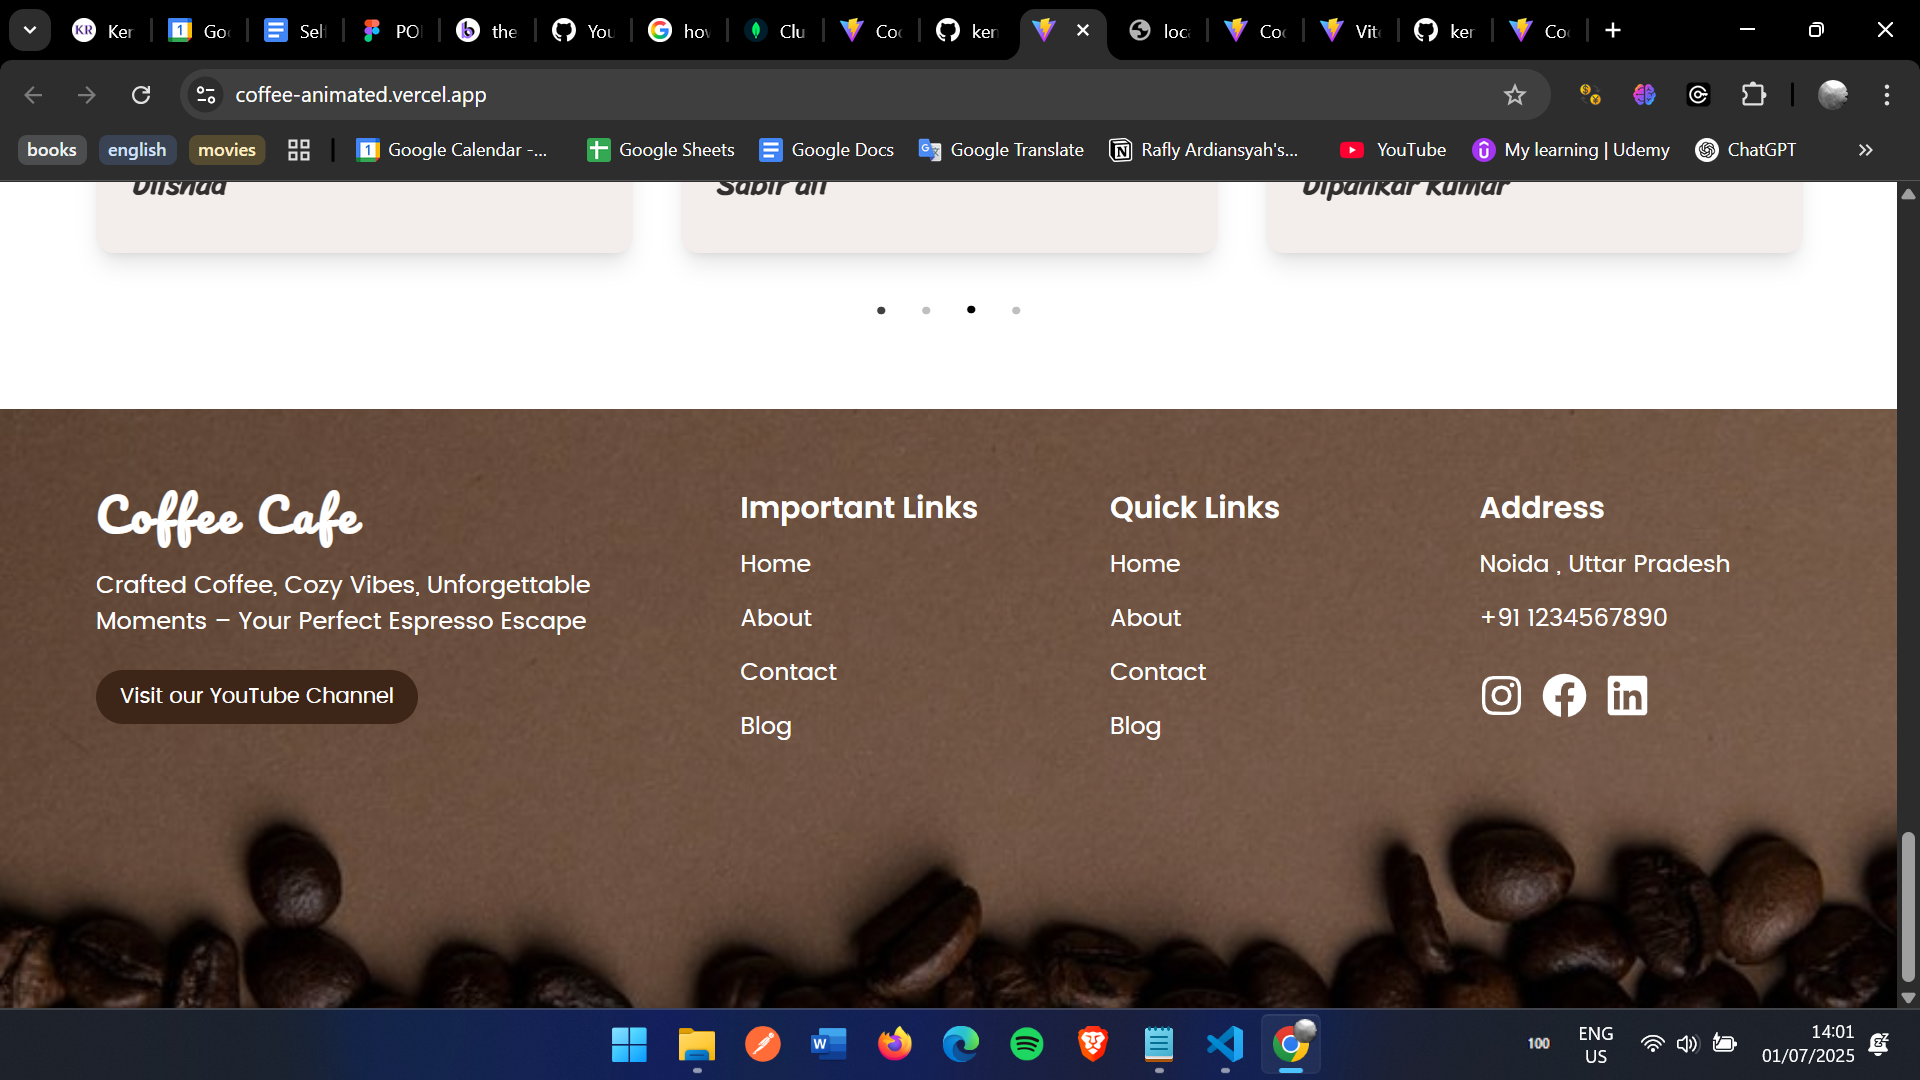 Ker
1 Go
Sel
PO
the
You
G how
Clu
Co
ker
loc
Co
Vit
ker
Co
coffee-animated.vercel.app
books
english
movies
Google Calendar -...
Google Sheets
Google Docs
Google Translate
Rafly Ardiansyah's...
YouTube
My learning | Udemy
ChatGPT
Dilshad
Sabir ali
Dipankar Kumar
Coffee Cafe
Crafted Coffee, Cozy Vibes, Unforgettable
Moments – Your Perfect Espresso Escape
Visit our YouTube Channel
Important Links
Home
About
Contact
Blog
Quick Links
Home
About
Contact
Blog
Address
Noida , Uttar Pradesh
+91 1234567890
100
ENG
US
14:01
01/07/2025